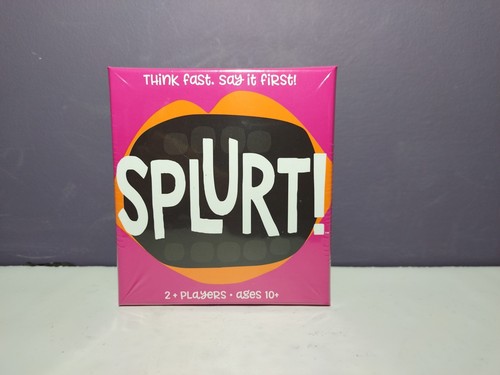 THINK FAST. SAY IT FIRST!
SPLURT!
2+ PLAYERS • AGES 10+